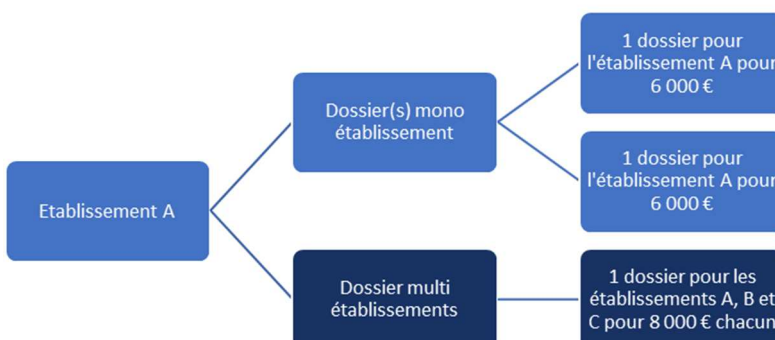 Etablissement A
Dossier(s) mono
établissement
1 dossier pour
l'établissement A pour
6 000 €
1 dossier pour
l'établissement A pour
6 000 €
Dossier multi
établissements
1 dossier pour les
établissements A, B et
C pour 8 000 € chacun